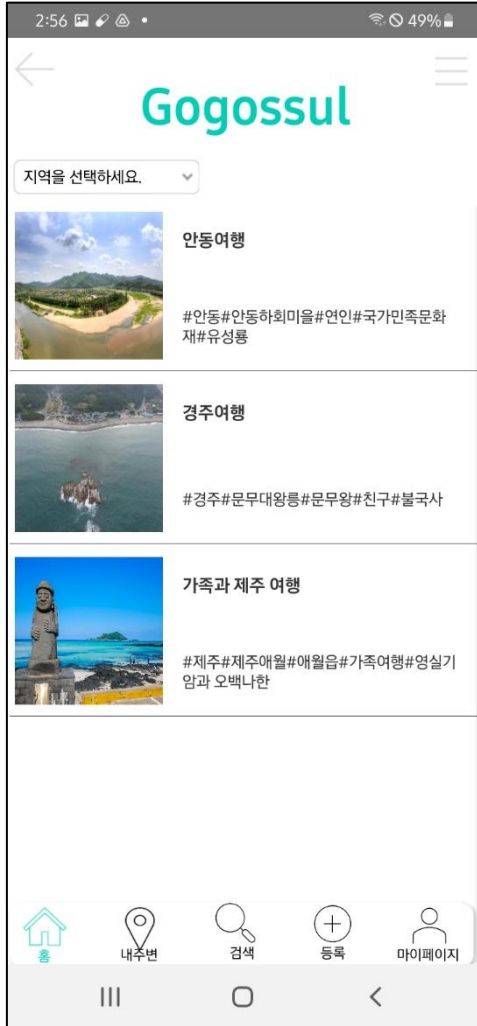 2:56
49%
Gogossul
지역을 선택하세요.
안동여행
#안동#안동하회마을#연인#국가민족문화
재#유성룡
경주여행
#경주#문무대왕릉#문무왕#친구#불국사
가족과 제주 여행
#제주#제주애월#애월읍#가족여행#영실기
암과 오백나한
홈
내주변
검색
등록
마이페이지